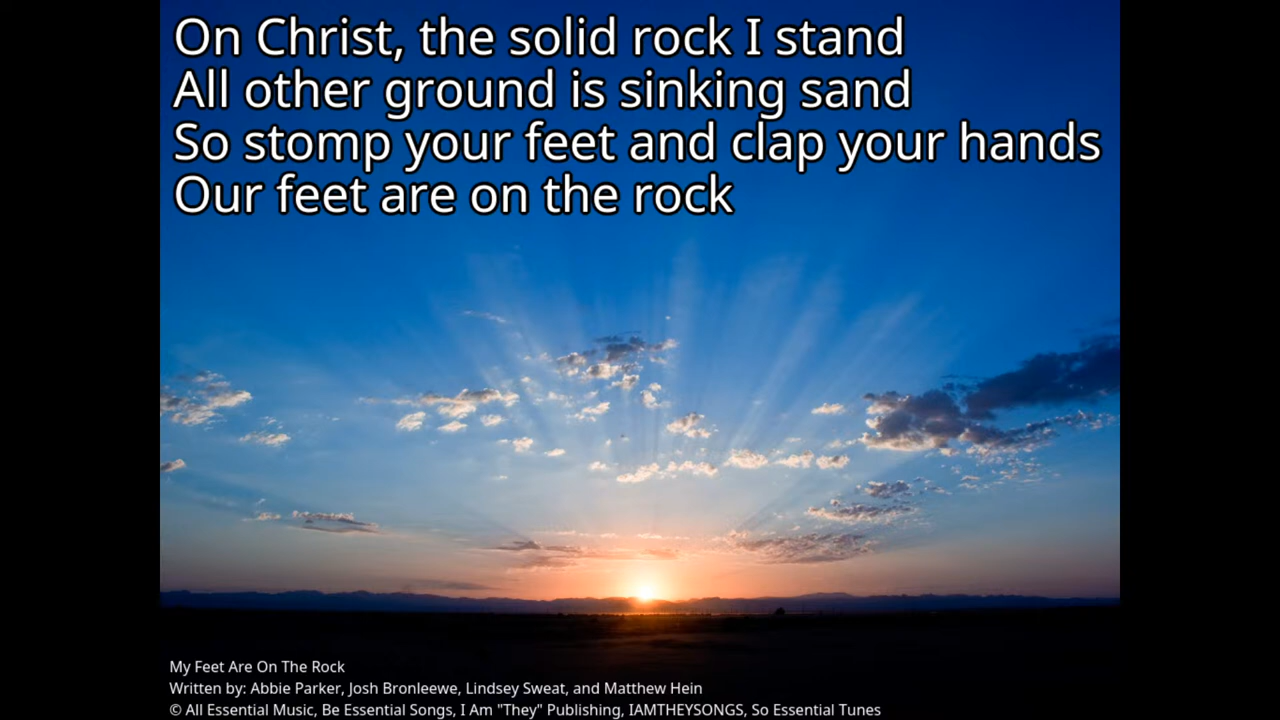 On Christ, the solid rock I stand
All other ground is sinking sand
So stomp your feet and clap your hands
Our feet are on the rock
My Feet Are On The Rock
Written by: Abbie Parker, Josh Bronleewe, Lindsey Sweat, and Matthew Hein
© All Essential Music, Be Essential Songs, I Am "They" Publishing, IAMTHEYSONGS, So Essential Tunes